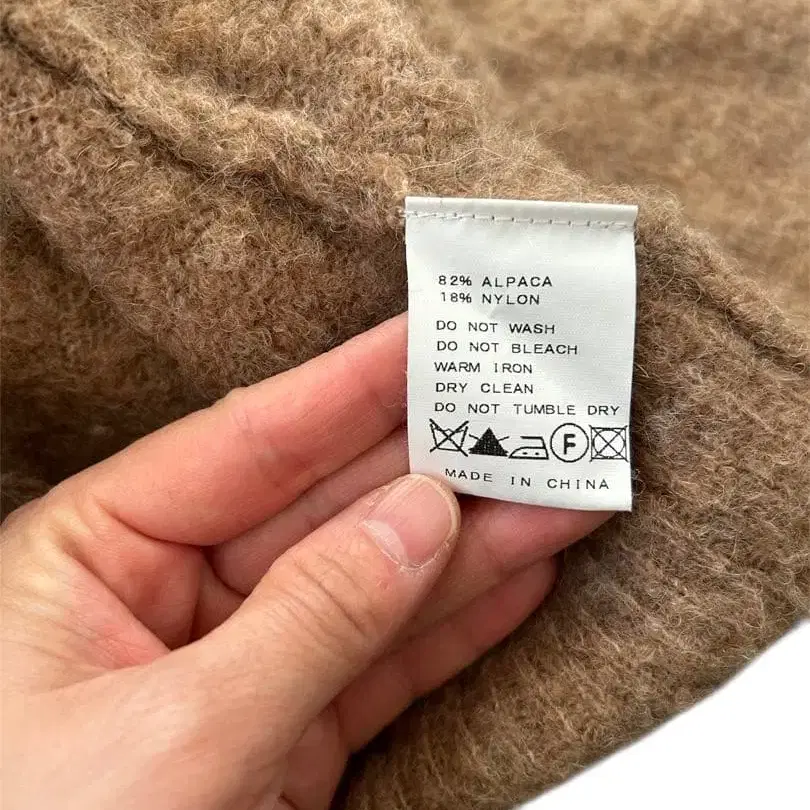 82% ALPACA
18% NYLON
DO NOT WASH
DO NOT BLEACH
WARM IRON
DRY CLEAN
DO NOT TUMBLE DRY
F
MADE IN CHINA